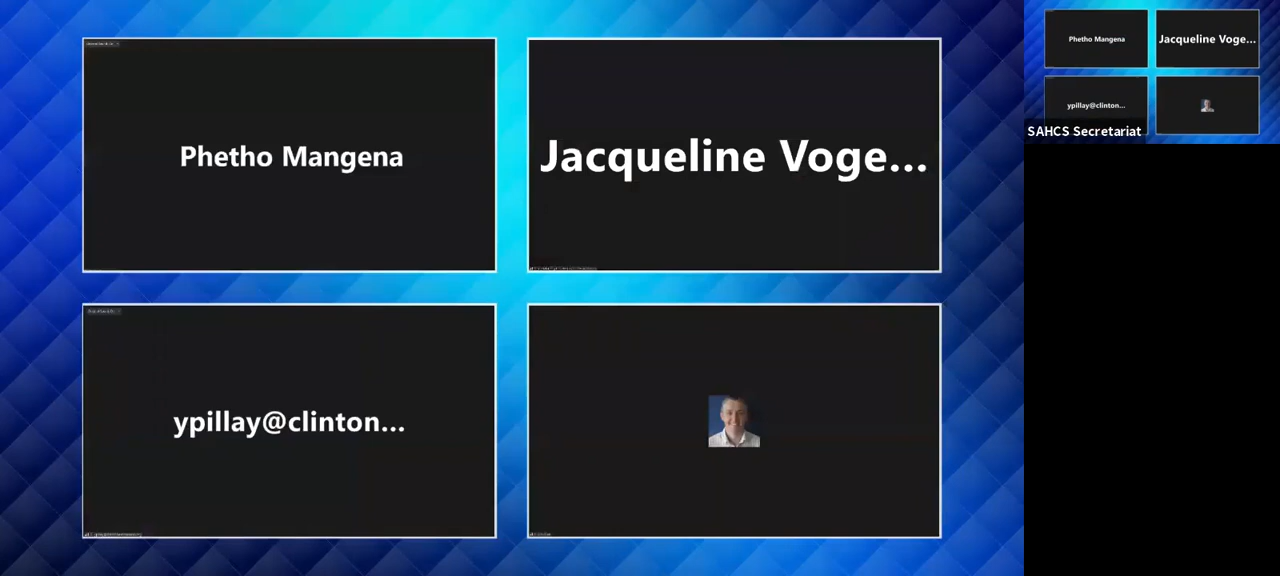 Phetho Mangena
Jacqueline Voge...
ypillay@clinton...
Phetho Mangena
Jacqueline Voge...
ypillay@clinton...
SAHCS Secretariat